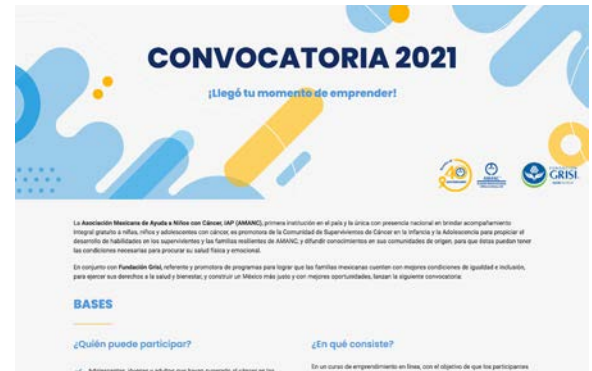 CONVOCATORIA 2021
¡Llegó tu momento de emprender!
40
GRISI
La Asociación Mexicana de Ayuda a Niños con Cáncer, IAP (AMANC), primera institución en el país y la única con presencia nacional en brindar acompañamiento
integral gratuito a niñas, niños y adolescentes con cáncer, es promotora de la Comunidad de Supervivientes de Cáncer en la Infancia y la Adolescencia para propiciar el
desarrollo de habilidades en los supervivientes y las familias resilientes de AMANC, y difundir conocimientos en sus comunidades de origen, para que éstas puedan tener
las condiciones necesarias para procurar su salud física y emocional.
En conjunto con Fundación Grisi, referente y promotora de programas para lograr que las familias mexicanas cuenten con mejores condiciones de igualdad e inclusión,
para ejercer sus derechos a la salud y bienestar, y construir un México más justo y con mejores oportunidades, lanzan la siguiente convocatoria:
BASES
¿Quién puede participar?
¿En qué consiste?
En un curso de emprendimiento en línea, con el objetivo de que los participantes